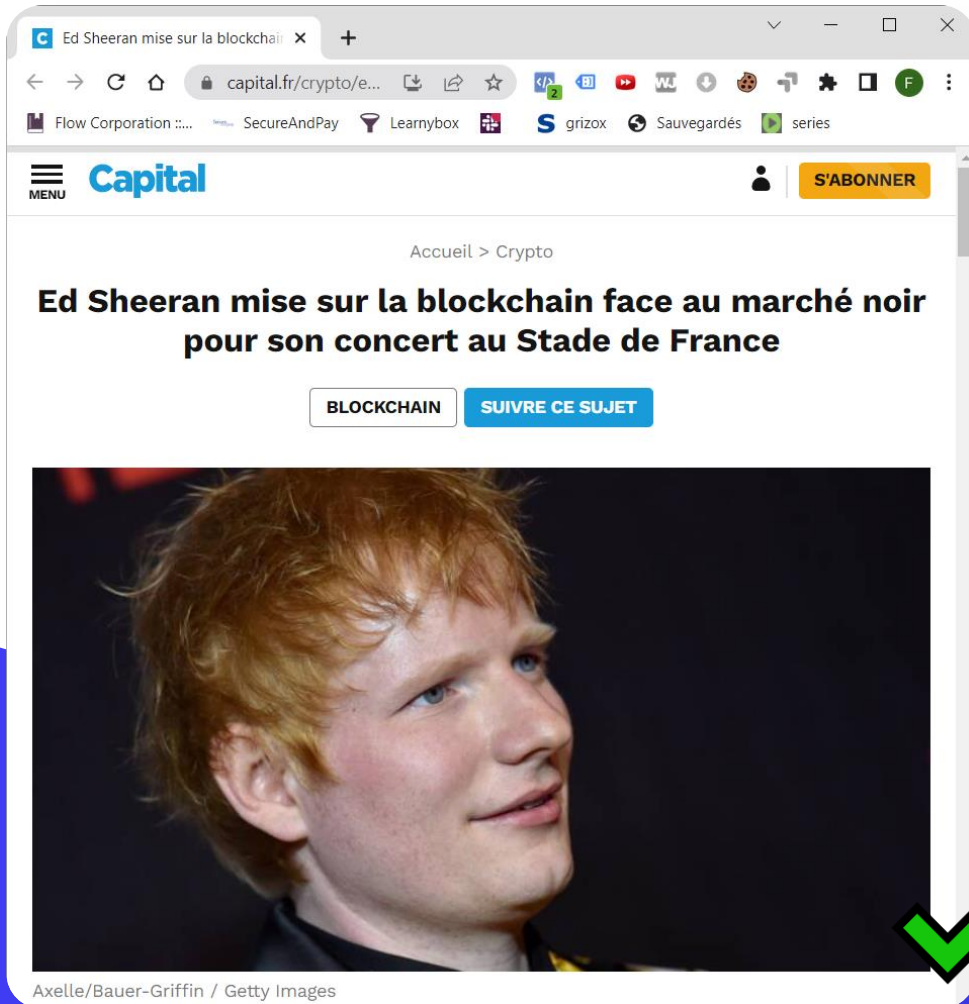 Ed Sheeran mise sur la blockchai
capital.fr/crypto/e...
2
F
Flow Corporation ::...
SecureAndPay
Learnybox
grizox
Sauvegardés
series
MENU
Capital
S'ABONNER
Accueil > Crypto
Ed Sheeran mise sur la blockchain face au marché noir
pour son concert au Stade de France
BLOCKCHAIN
SUIVRE CE SUJET
Axelle/Bauer-Griffin / Getty Images